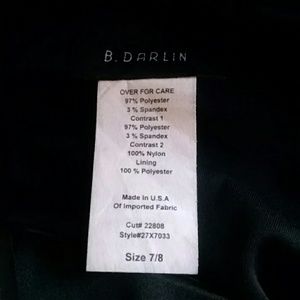 B. DARLIN
OVER FOR CARE
97% Polyester
3 % Spandex
Contrast 1
97% Polyester
3 % Spandex
Contrast 2
100% Nylon
Lining
100 % Polyester
Made in U.S.A
Of Imported Fabric
Cut# 22808
Style#27X7033
Size 7/8